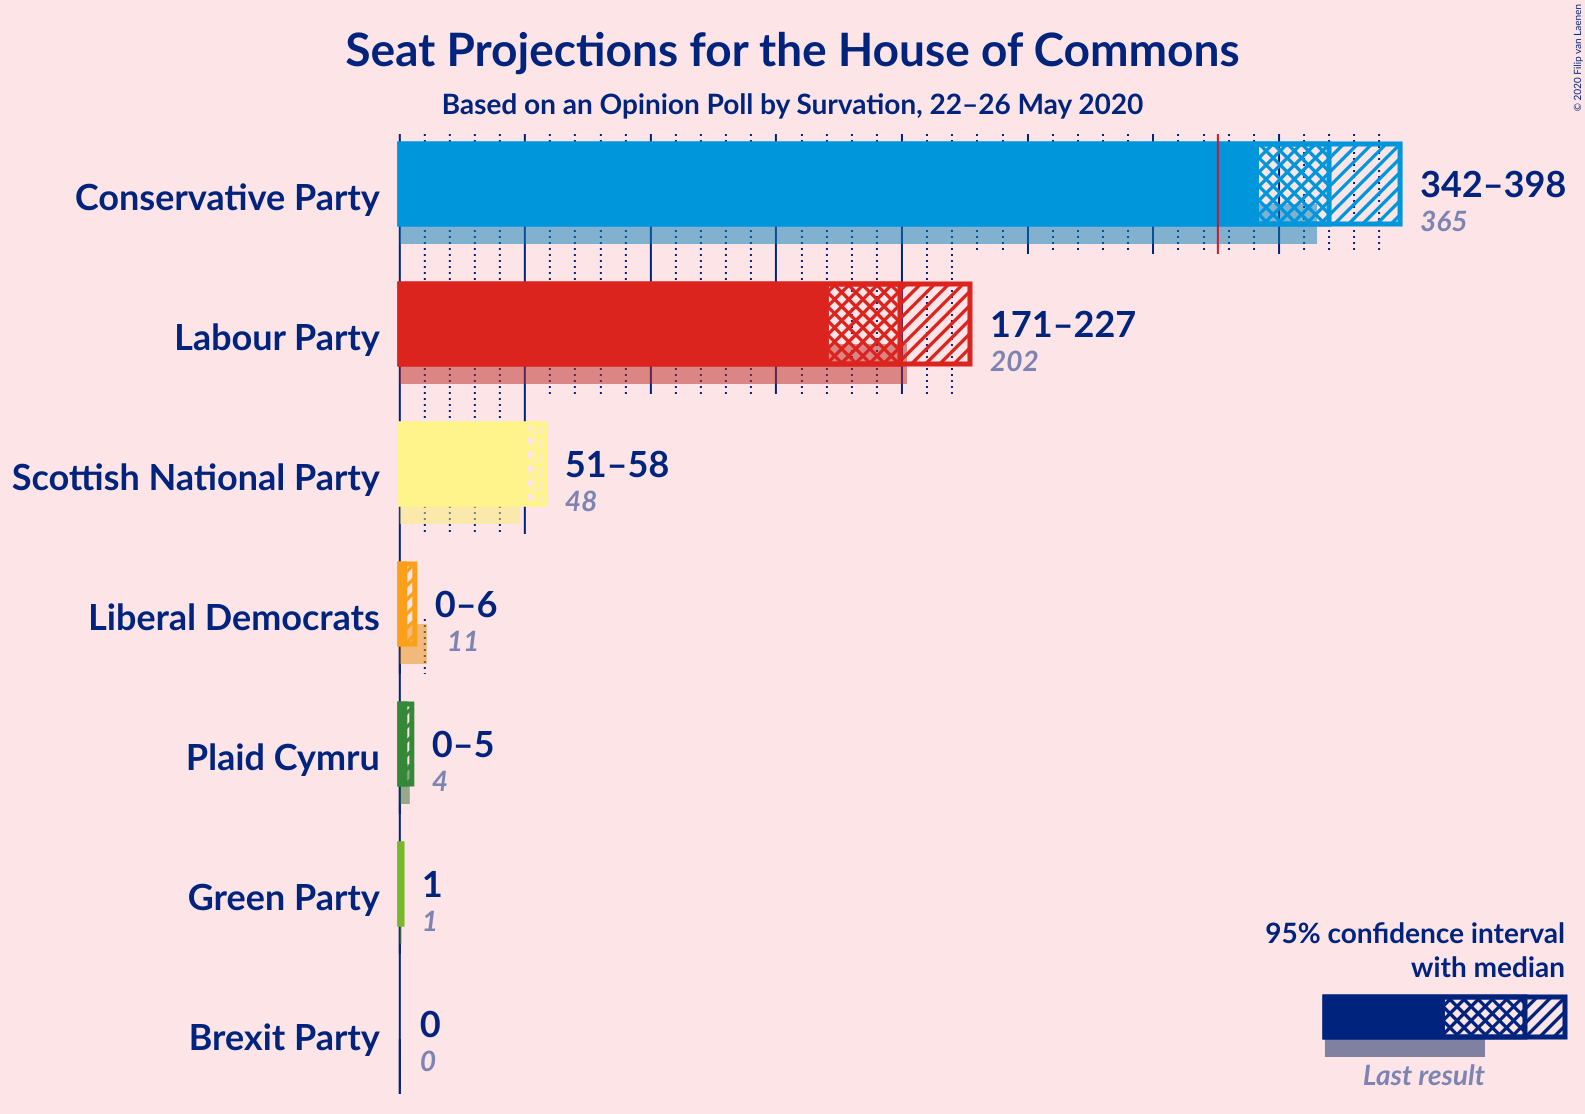 Seat Projections for the House of Commons
Based on an Opinion Poll by Survation, 22–26 May 2020
© 2020 Filip van Laenen
Conservative Party
342–398
365
Labour Party
171–227
202
Scottish National Party
51–58
48
Liberal Democrats
0–6
11
Plaid Cymru
0–5
4
Green Party
1
1
Brexit Party
0
0
95% confidence interval
with median
Last result